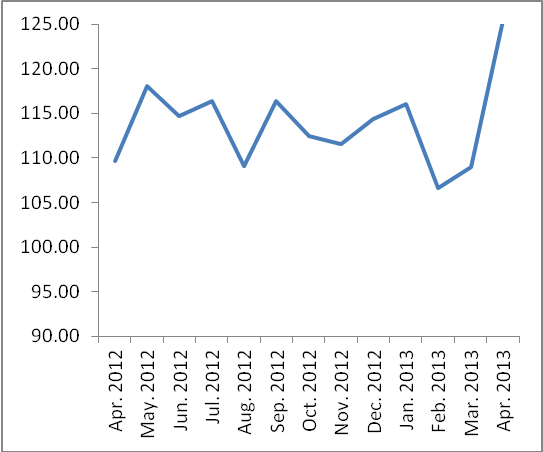 125.00
120.00
115.00
110.00
105.00
100.00
95.00
90.00
Apr. 2012
May. 2012
Jun. 2012
Jul. 2012
Aug. 2012
Sep. 2012
Oct. 2012
Nov. 2012
Dec. 2012
Jan. 2013
Feb. 2013
Mar. 2013
Apr. 2013